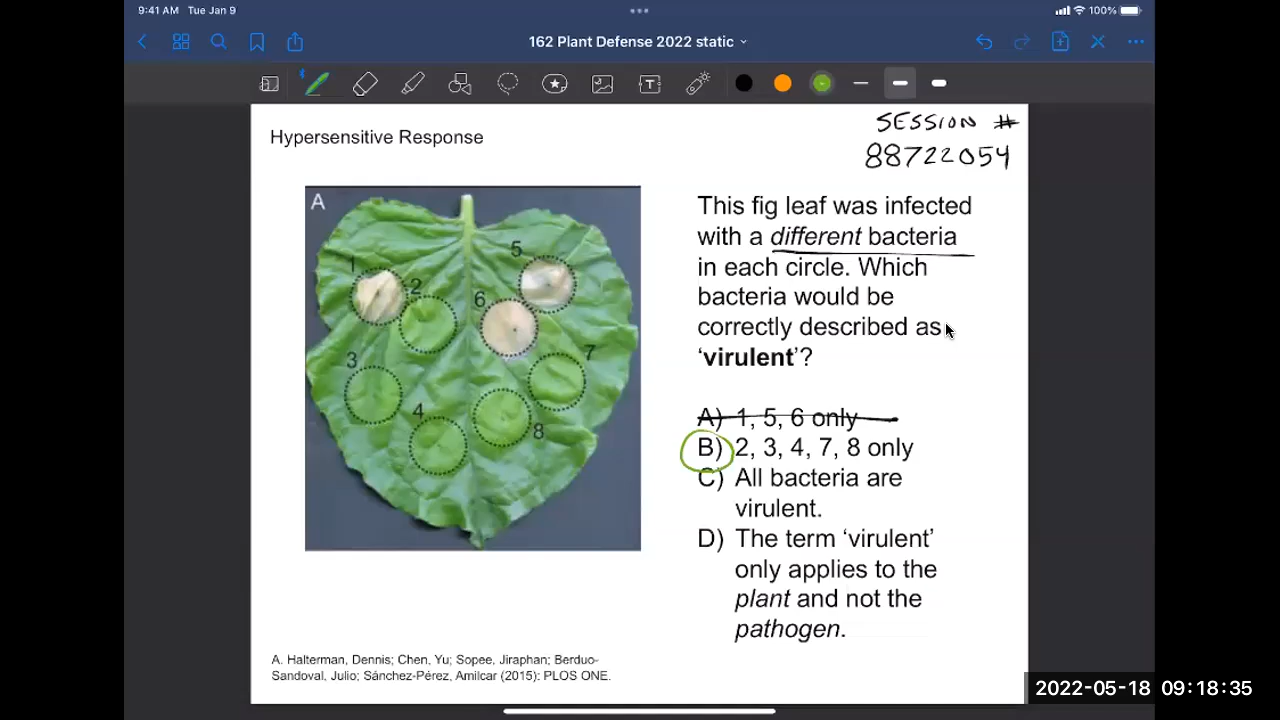 9:41 AM Tue Jan 9
100%
162 Plant Defense 2022 static
Hypersensitive Response
SESSION #
88722054
A
1
2
3
4
5
6
7
8
This fig leaf was infected
with a different bacteria
in each circle. Which
bacteria would be
correctly described as
‘virulent’?
A) 1, 5, 6 only
B) 2, 3, 4, 7, 8 only
C) All bacteria are
virulent.
D) The term ‘virulent’
only applies to the
plant and not the
pathogen.
A. Halterman, Dennis; Chen, Yu; Sopee, Jiraphan; Berduo-
Sandoval, Julio; Sánchez-Pérez, Amilcar (2015): PLOS ONE.
2022-05-18 09:18:35